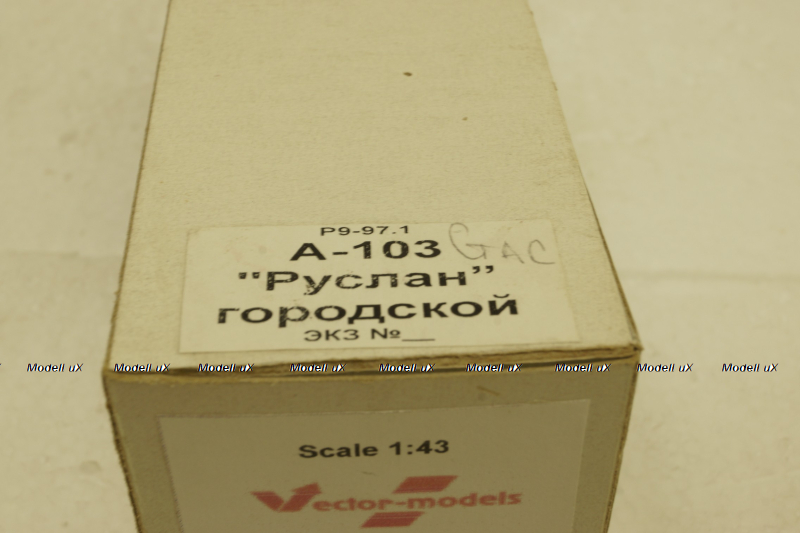 Р9-97.1
А-103 GAC
"Руслан"
городской
ЭКЗ №__
Modell uX Modell uX Modell uX Modell uX Modell uX Modell uX Modell uX Modell uX Modell uX
Scale 1:43
Vector-models